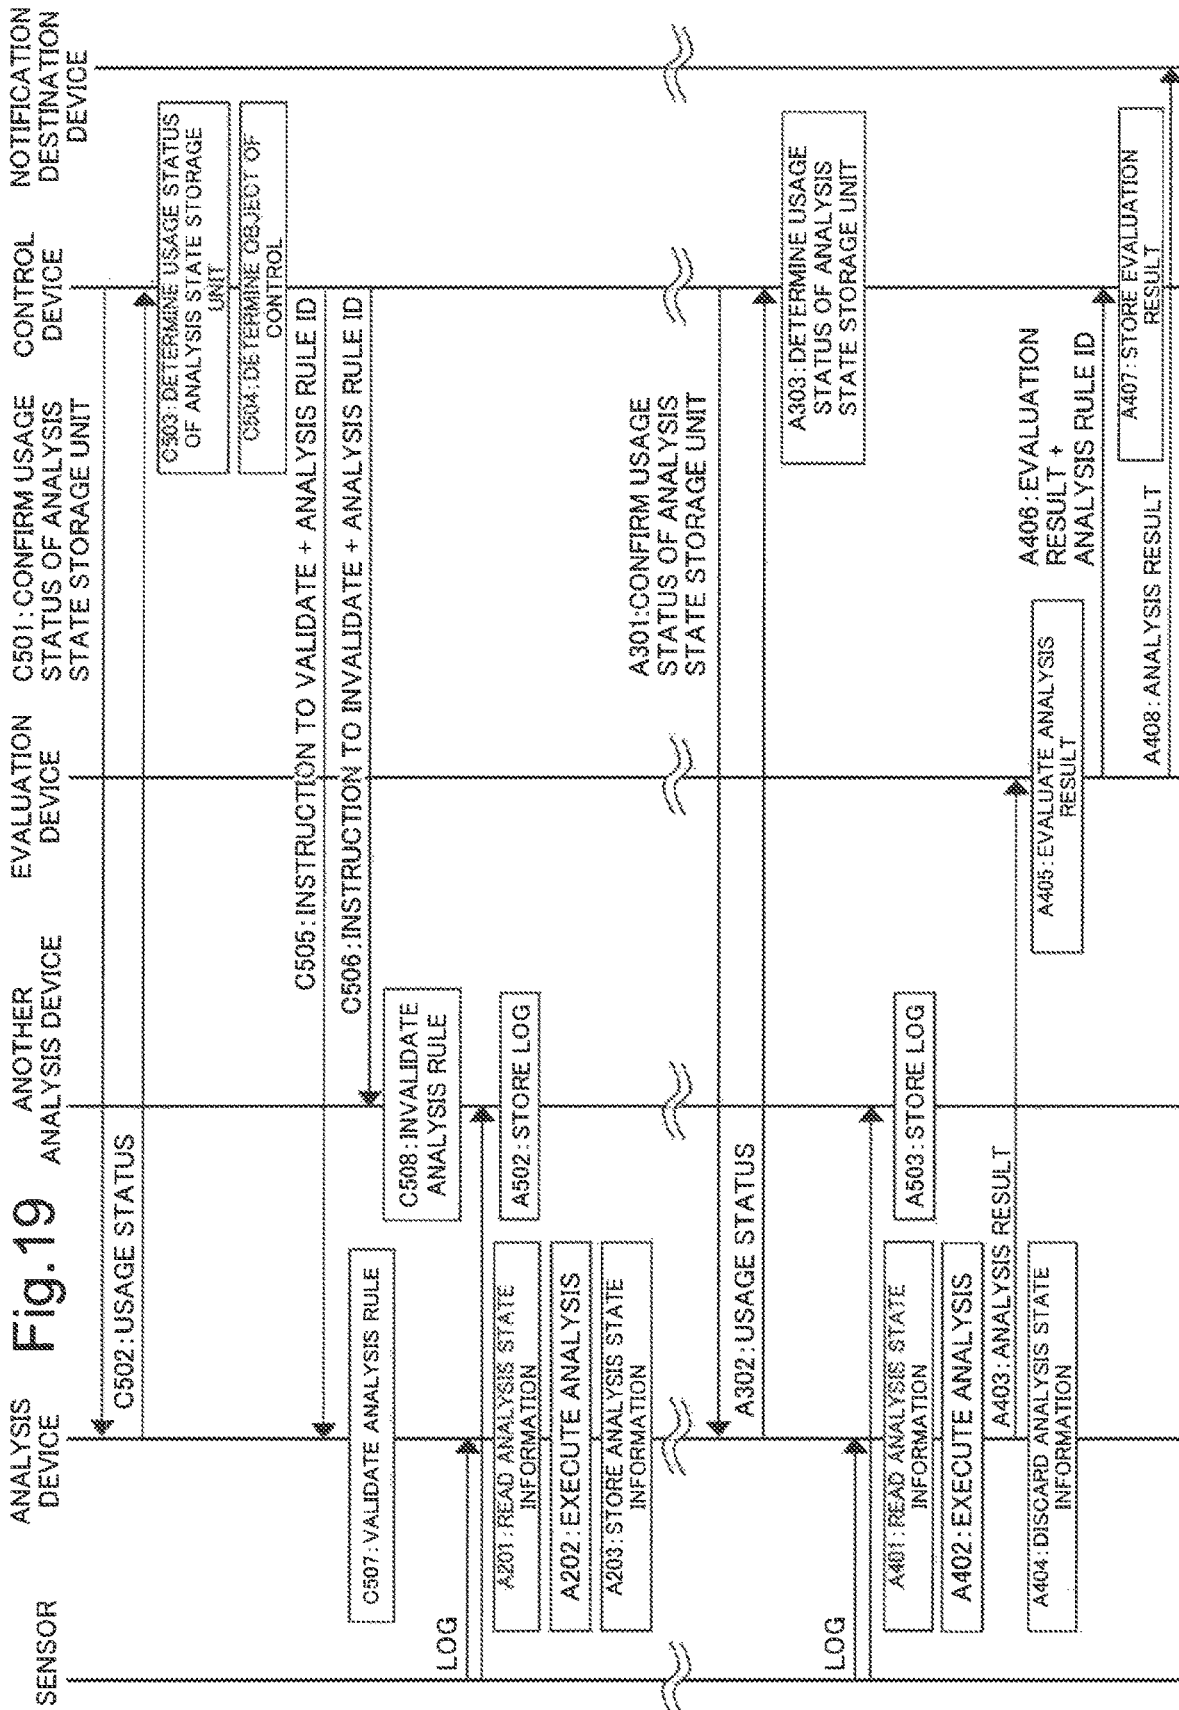 Fig. 19
SENSOR
ANALYSIS
DEVICE
ANOTHER
ANALYSIS DEVICE
EVALUATION
DEVICE
CONTROL
DEVICE
NOTIFICATION
DESTINATION
DEVICE
C501:CONFIRM USAGE
STATUS OF ANALYSIS
STATE STORAGE UNIT
C502:USAGE STATUS
C503:DETERMINE USAGE STATUS
OF ANALYSIS STATE STORAGE
UNIT
C504:DETERMINE OBJECT OF
CONTROL
C505:INSTRUCTION TO VALIDATE + ANALYSIS RULE ID
C506:INSTRUCTION TO INVALIDATE + ANALYSIS RULE ID
C507:VALIDATE ANALYSIS RULE
C508:INVALIDATE
ANALYSIS RULE
LOG
A201:READ ANALYSIS STATE
INFORMATION
A502:STORE LOG
A202:EXECUTE ANALYSIS
A203:STORE ANALYSIS STATE
INFORMATION
A301:CONFIRM USAGE
STATUS OF ANALYSIS
STATE STORAGE UNIT
A302:USAGE STATUS
A303:DETERMINE USAGE
STATUS OF ANALYSIS
STATE STORAGE UNIT
LOG
A401:READ ANALYSIS STATE
INFORMATION
A503:STORE LOG
A402:EXECUTE ANALYSIS
A403:ANALYSIS RESULT
A404:DISCARD ANALYSIS STATE
INFORMATION
A405:EVALUATE ANALYSIS
RESULT
A406:EVALUATION
RESULT +
ANALYSIS RULE ID
A407:STORE EVALUATION
RESULT
A408:ANALYSIS RESULT